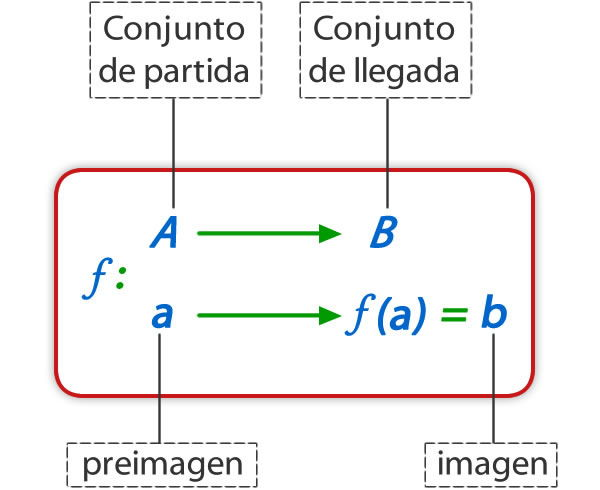 Conjunto
de partida
Conjunto
de llegada
A → B
f:
a → f(a) = b
preimagen
imagen